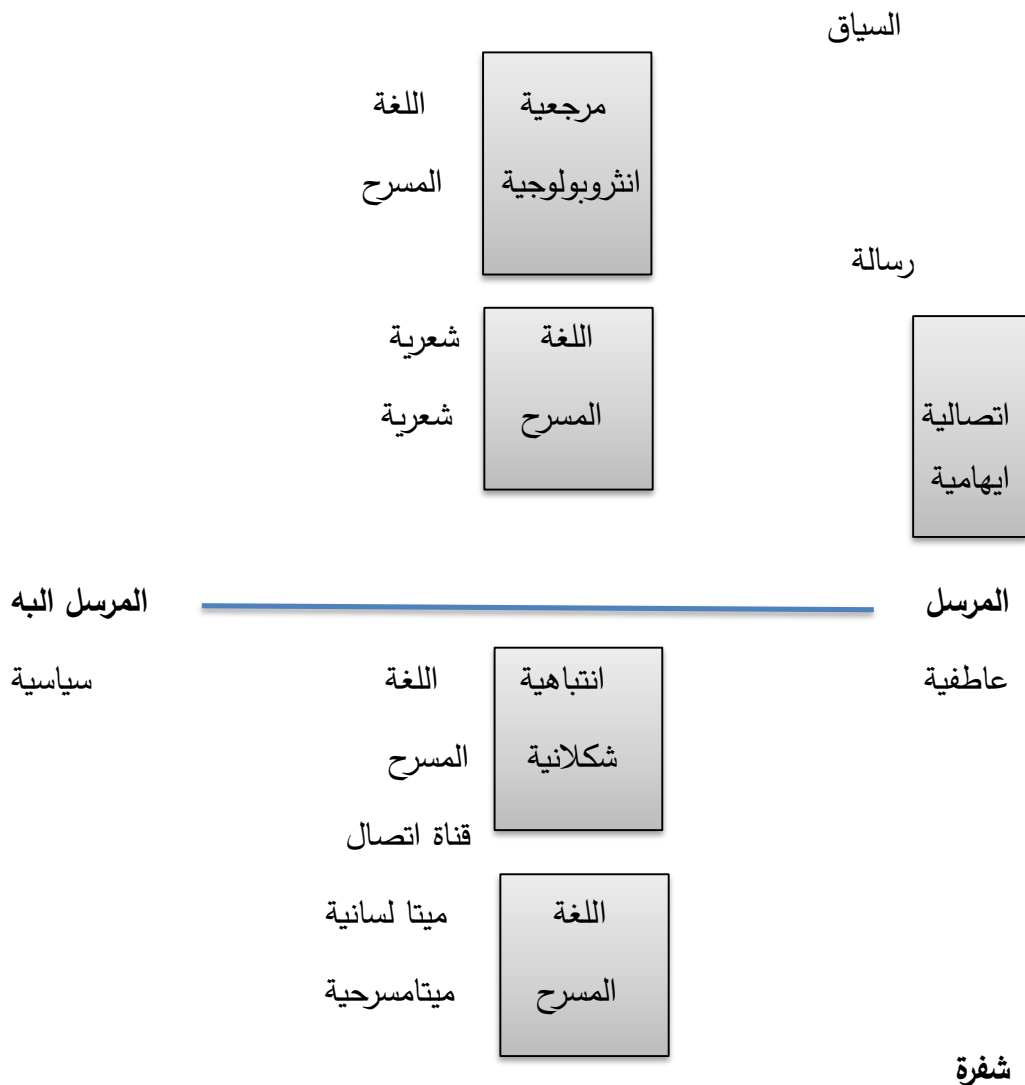 السياق
مرجعية اللغة
انثروبولوجية المسرح
رسالة
اللغة شعرية
اتصالية المسرح شعرية
ايهامية
المرسل المرسل البه
عاطفية انتباهية اللغة سياسية
شكلانية المسرح
قناة اتصال
اللغة ميتا لسانية
المسرح ميتامسرحية
شفرة